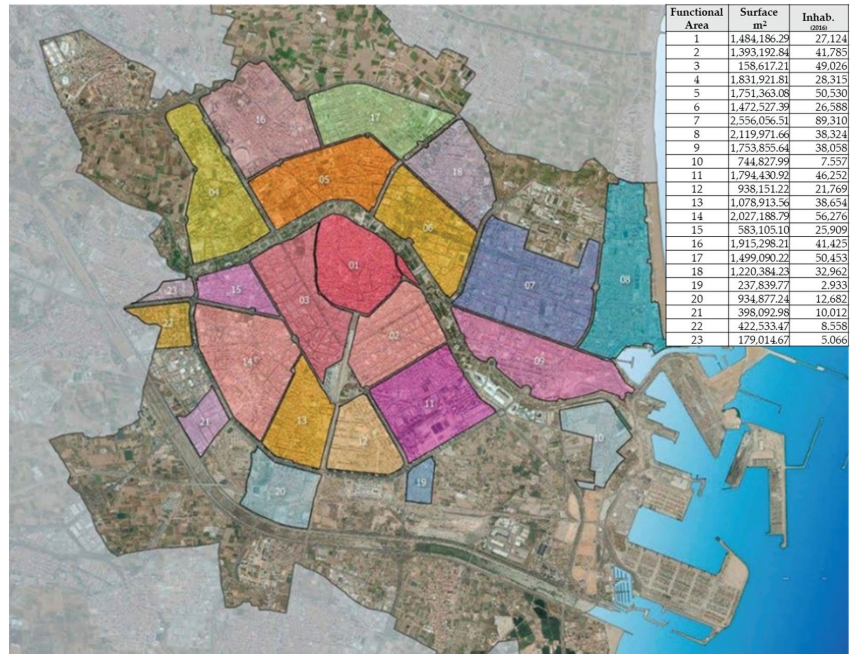 Functional Area Surface m² Inhab. (2016)
1 1,484,186.29 27,124
2 1,393,192.84 41,785
3 158,617.21 49,026
4 1,831,921.81 28,315
5 1,751,363.08 50,530
6 1,472,527.39 26,588
7 2,556,056.51 89,310
8 2,119,971.66 38,324
9 1,753,855.64 38,058
10 744,827.99 7.557
11 1,794,430.92 46,252
12 938,151.22 21,769
13 1,078,913.56 38,654
14 2,027,188.79 56,276
15 583,105.10 25,909
16 1,915,298.21 41,425
17 1,499,090.22 50,453
18 1,220,384.23 32,962
19 237,839.77 2.933
20 934,877.24 12,682
21 398,092.98 10,012
22 422,533.47 8.558
23 179,014.67 5.066
16
17
18
04
05
06
01
23
15
03
07
08
22
02
14
09
11
13
12
21
10
20
19